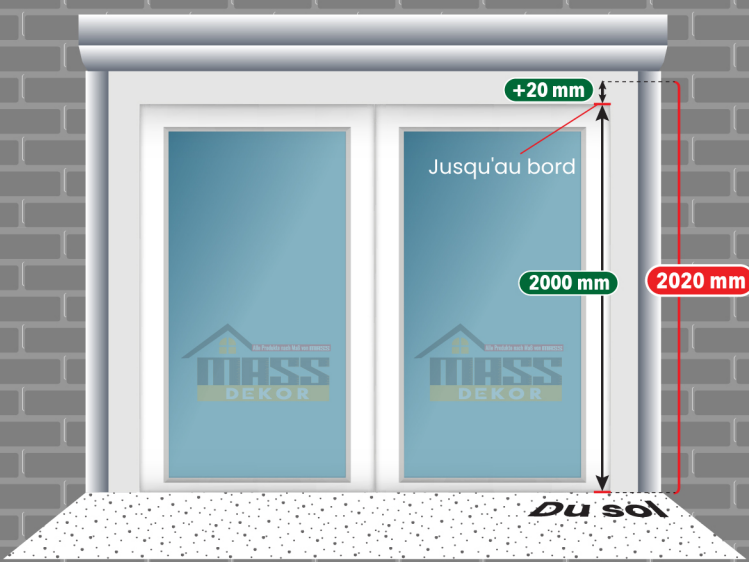 +20 mm
Jusqu'au bord
2000 mm
2020 mm
MASS
DEKOR
MASS
DEKOR
Du sol